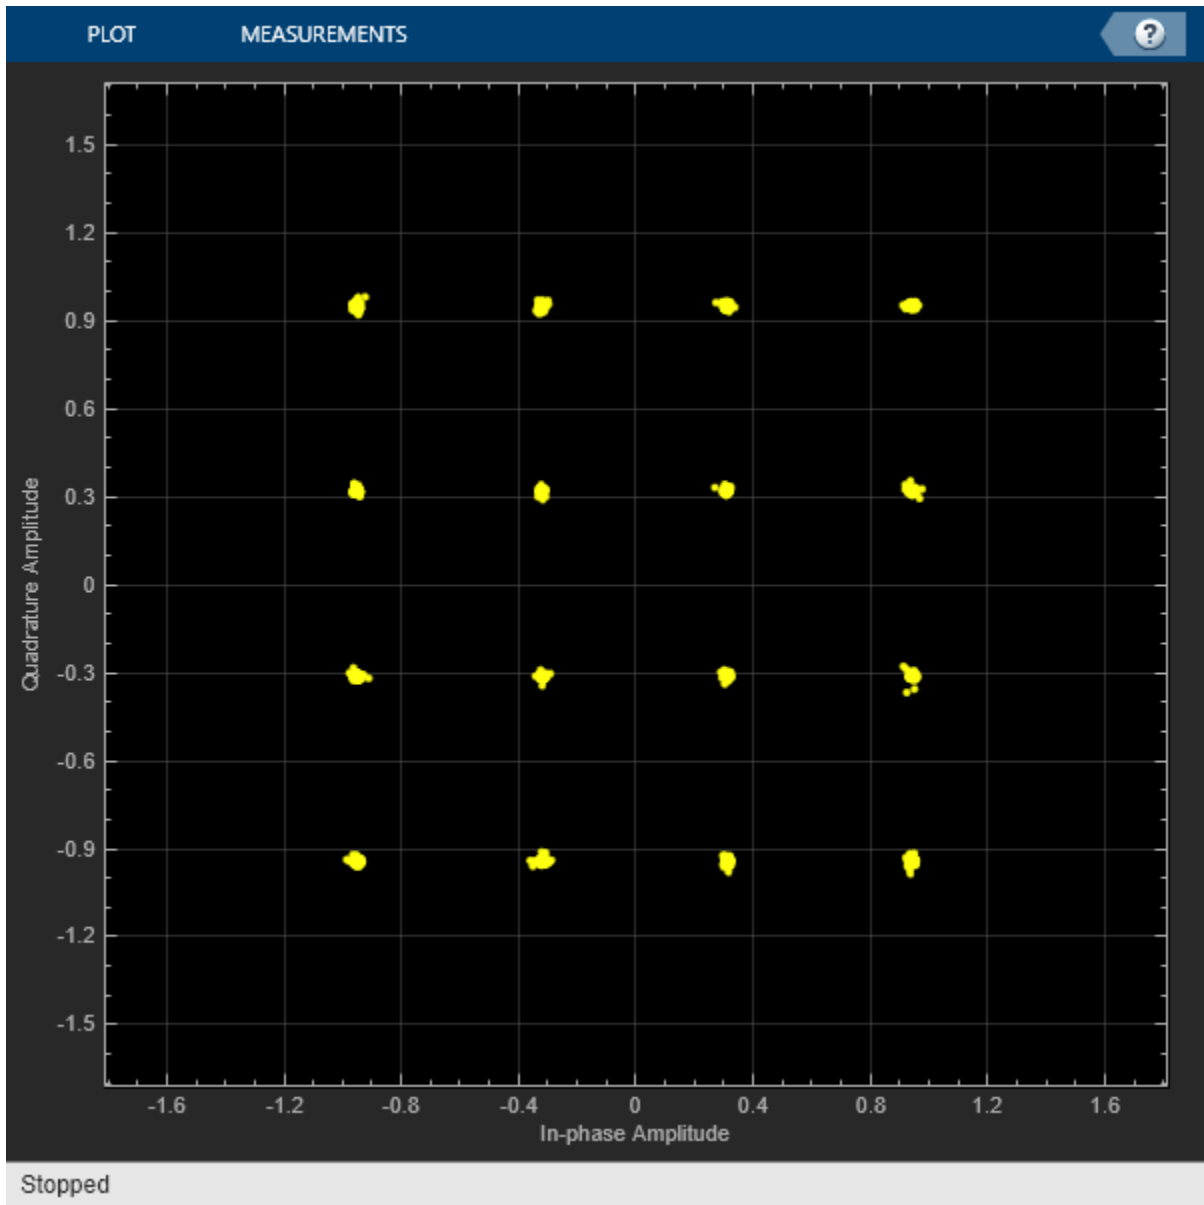 PLOT MEASUREMENTS ?
1.5
1.2
0.9
0.6
0.3
0
-0.3
-0.6
-0.9
-1.2
-1.5
Quadrature Amplitude
-1.6 -1.2 -0.8 -0.4 0 0.4 0.8 1.2 1.6
In-phase Amplitude
Stopped